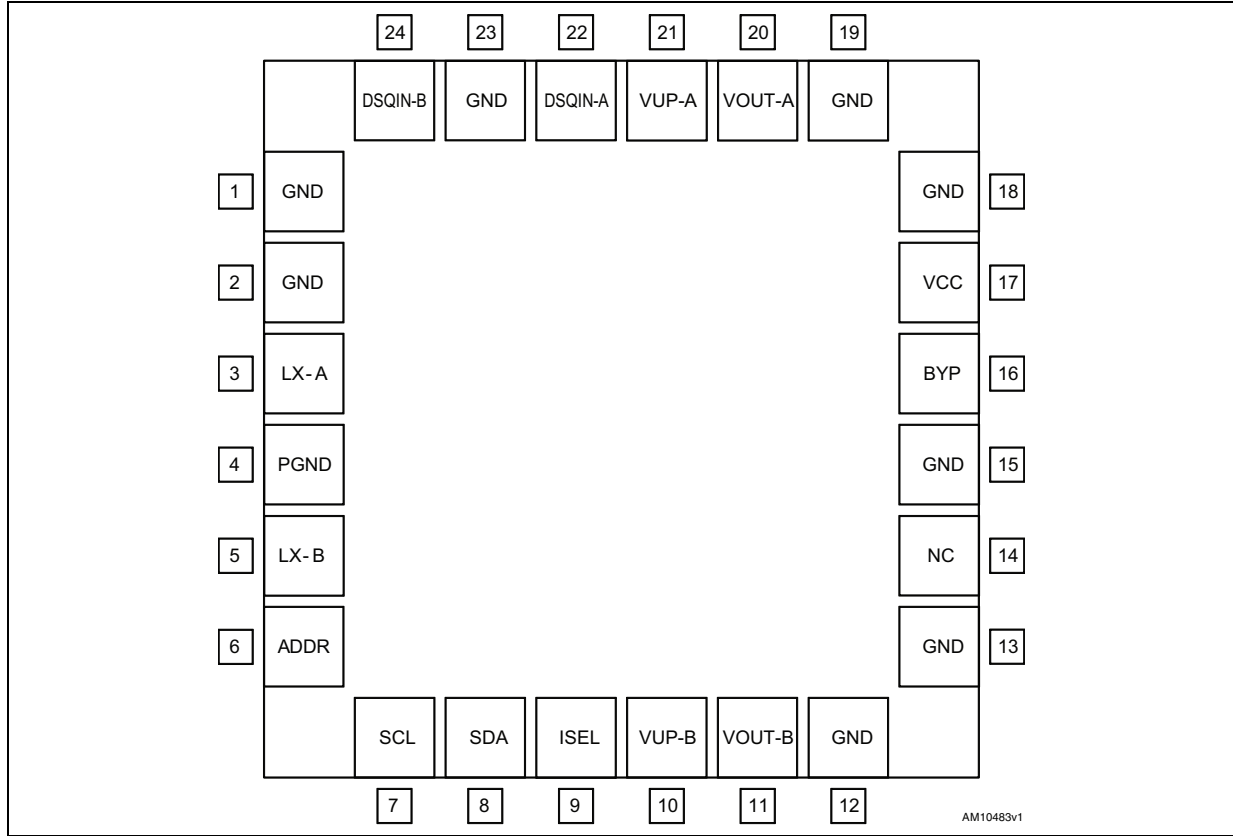 24 23 22 21 20 19
DSQIN-B GND DSQIN-A VUP-A VOUT-A GND
1 GND GND 18
2 GND VCC 17
3 LX-A BYP 16
4 PGND GND 15
5 LX-B NC 14
6 ADDR GND 13
SCL SDA ISEL VUP-B VOUT-B GND
7 8 9 10 11 12
AM10483v1